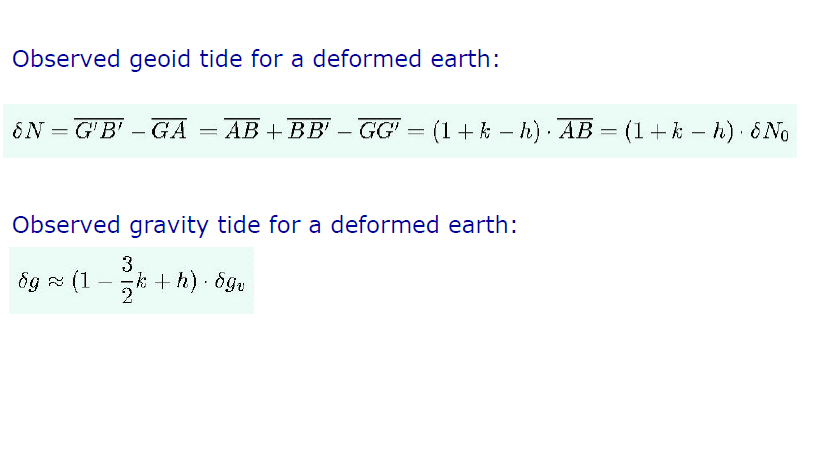 Observed geoid tide for a deformed earth:
δN = G'B' − GA = AB + BB' − GG' = (1 + k − h) · AB = (1 + k − h) · δN₀
Observed gravity tide for a deformed earth:
δg ≈ (1 − 3/2 k + h) · δgᵥ